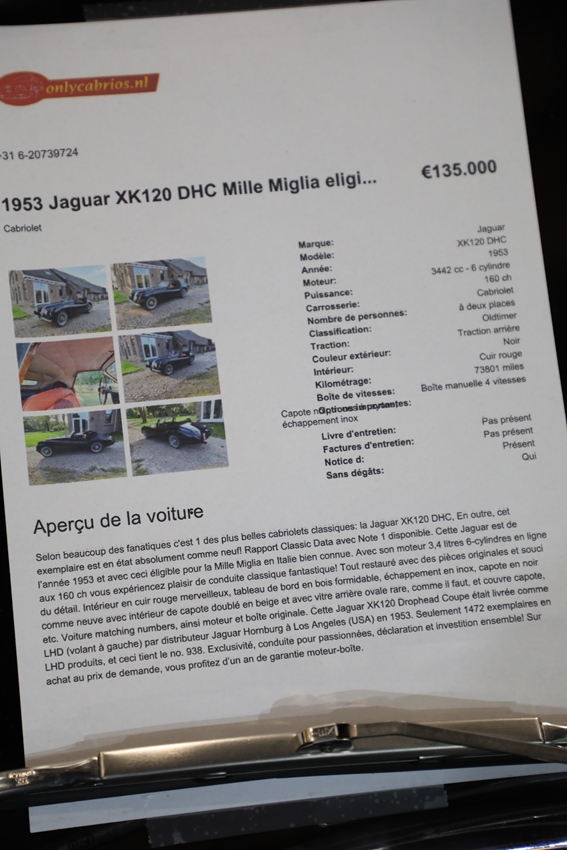 onlycabrios.nl
+31 6-20739724
1953 Jaguar XK120 DHC Mille Miglia eligi...
€135.000
Cabriolet
Marque: Jaguar
Modèle: XK120 DHC
Année: 1953
Moteur: 3442 cc - 6 cylindre
Puissance: 160 ch
Carrosserie: Cabriolet
Nombre de personnes: à deux places
Classification: Oldtimer
Traction: Traction arrière
Couleur extérieur: Noir
Intérieur: Cuir rouge
Kilométrage: 73801 miles
Boîte de vitesses: Boîte manuelle 4 vitesses
Options importantes:
Capote
échappement inox
Livre d'entretien: Pas présent
Factures d'entretien: Pas présent
Notice d: Présent
Sans dégâts: Qui
Aperçu de la voiture
Selon beaucoup des fanatiques c'est 1 des plus belles cabriolets classiques: la Jaguar XK120 DHC, En outre, cet
exemplaire est en état absolument comme neuf! Rapport Classic Data avec Note 1 disponible. Cette Jaguar est de
l'année 1953 et avec ceci éligible pour la Mille Miglia en Italie bien connue. Avec son moteur 3,4 litres 6-cylindres en ligne
aux 160 ch vous expériencez plaisir de conduite classique fantastique! Tout restauré avec des pièces originales et souci
du détail. Intérieur en cuir rouge merveilleux, tableau de bord en bois formidable, échappement en inox, capote en noir
comme neuve avec intérieur de capote doublé en beige et avec vitre arrière ovale rare, comme il faut, et couvre capote,
etc. Voiture matching numbers, ainsi moteur et boîte originale. Cette Jaguar XK120 Drophead Coupe était livrée comme
LHD (volant à gauche) par distributeur Jaguar Hornburg à Los Angeles (USA) en 1953. Seulement 1472 exemplaires en
LHD produits, et ceci tient le no. 938. Exclusivité, conduite pour passionnées, déclaration et investition ensemble! Sur
achat au prix de demande, vous profitez d'un an de garantie moteur-boîte.